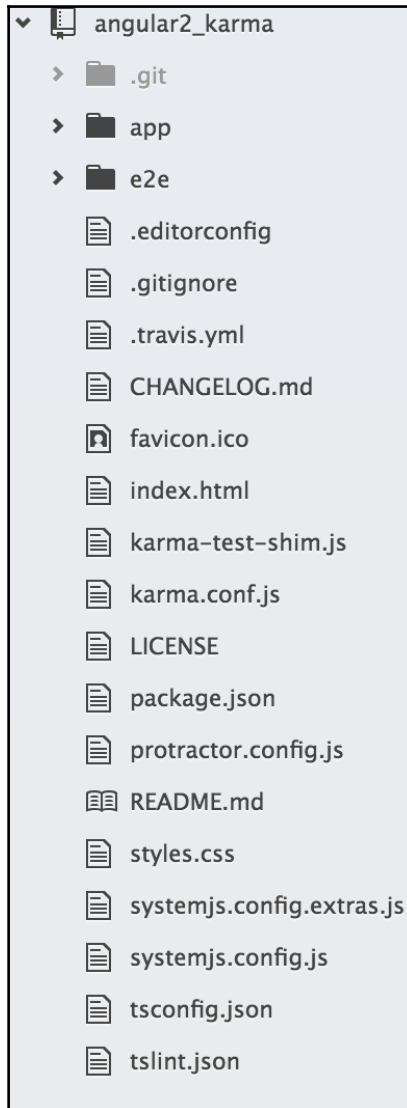 angular2_karma
.git
app
e2e
.editorconfig
.gitignore
.travis.yml
CHANGELOG.md
favicon.ico
index.html
karma-test-shim.js
karma.conf.js
LICENSE
package.json
protractor.config.js
README.md
styles.css
systemjs.config.extras.js
systemjs.config.js
tsconfig.json
tslint.json